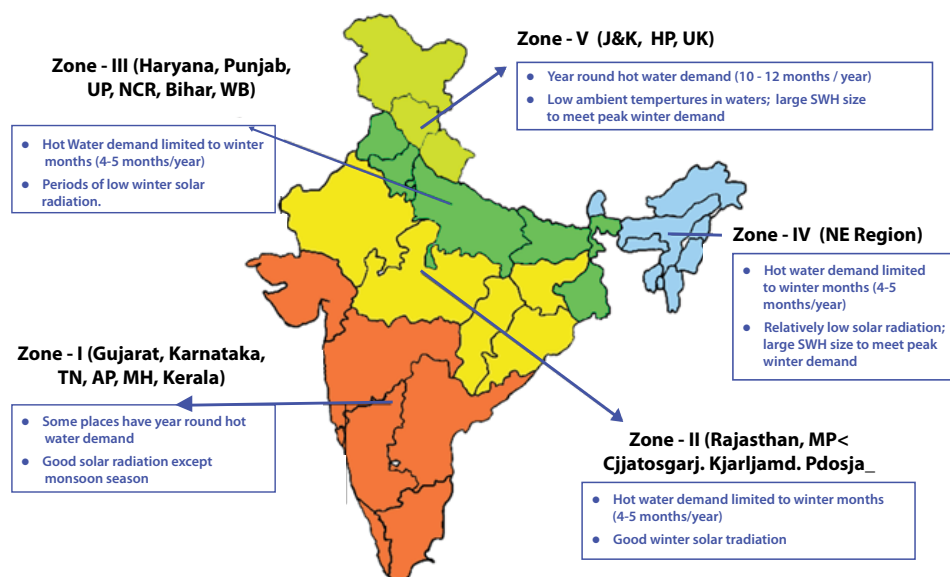 Zone - V (J&K, HP, UK)
• Year round hot water demand (10 - 12 months / year)
• Low ambient tempertures in waters; large SWH size
to meet peak winter demand
Zone - III (Haryana, Punjab,
UP, NCR, Bihar, WB)
• Hot Water demand limited to winter
months (4-5 months/year)
• Periods of low winter solar
radiation.
Zone - IV (NE Region)
• Hot water demand limited
to winter months (4-5
months/year)
• Relatively low solar radiation;
large SWH size to meet peak
winter demand
Zone - I (Gujarat, Karnataka,
TN, AP, MH, Kerala)
• Some places have year round hot
water demand
• Good solar radiation except
monsoon season
Zone - II (Rajasthan, MP<
Cjjatosgarj. Kjarljamd. Pdosja_
• Hot water demand limited to winter months
(4-5 months/year)
• Good winter solar tradiation